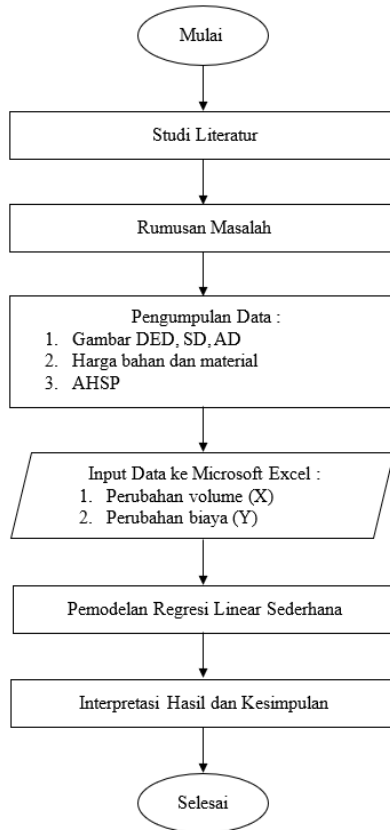 Mulai
Studi Literatur
Rumusan Masalah
Pengumpulan Data :
1. Gambar DED, SD, AD
2. Harga bahan dan material
3. AHSP
Input Data ke Microsoft Excel :
1. Perubahan volume (X)
2. Perubahan biaya (Y)
Pemodelan Regresi Linear Sederhana
Interpretasi Hasil dan Kesimpulan
Selesai